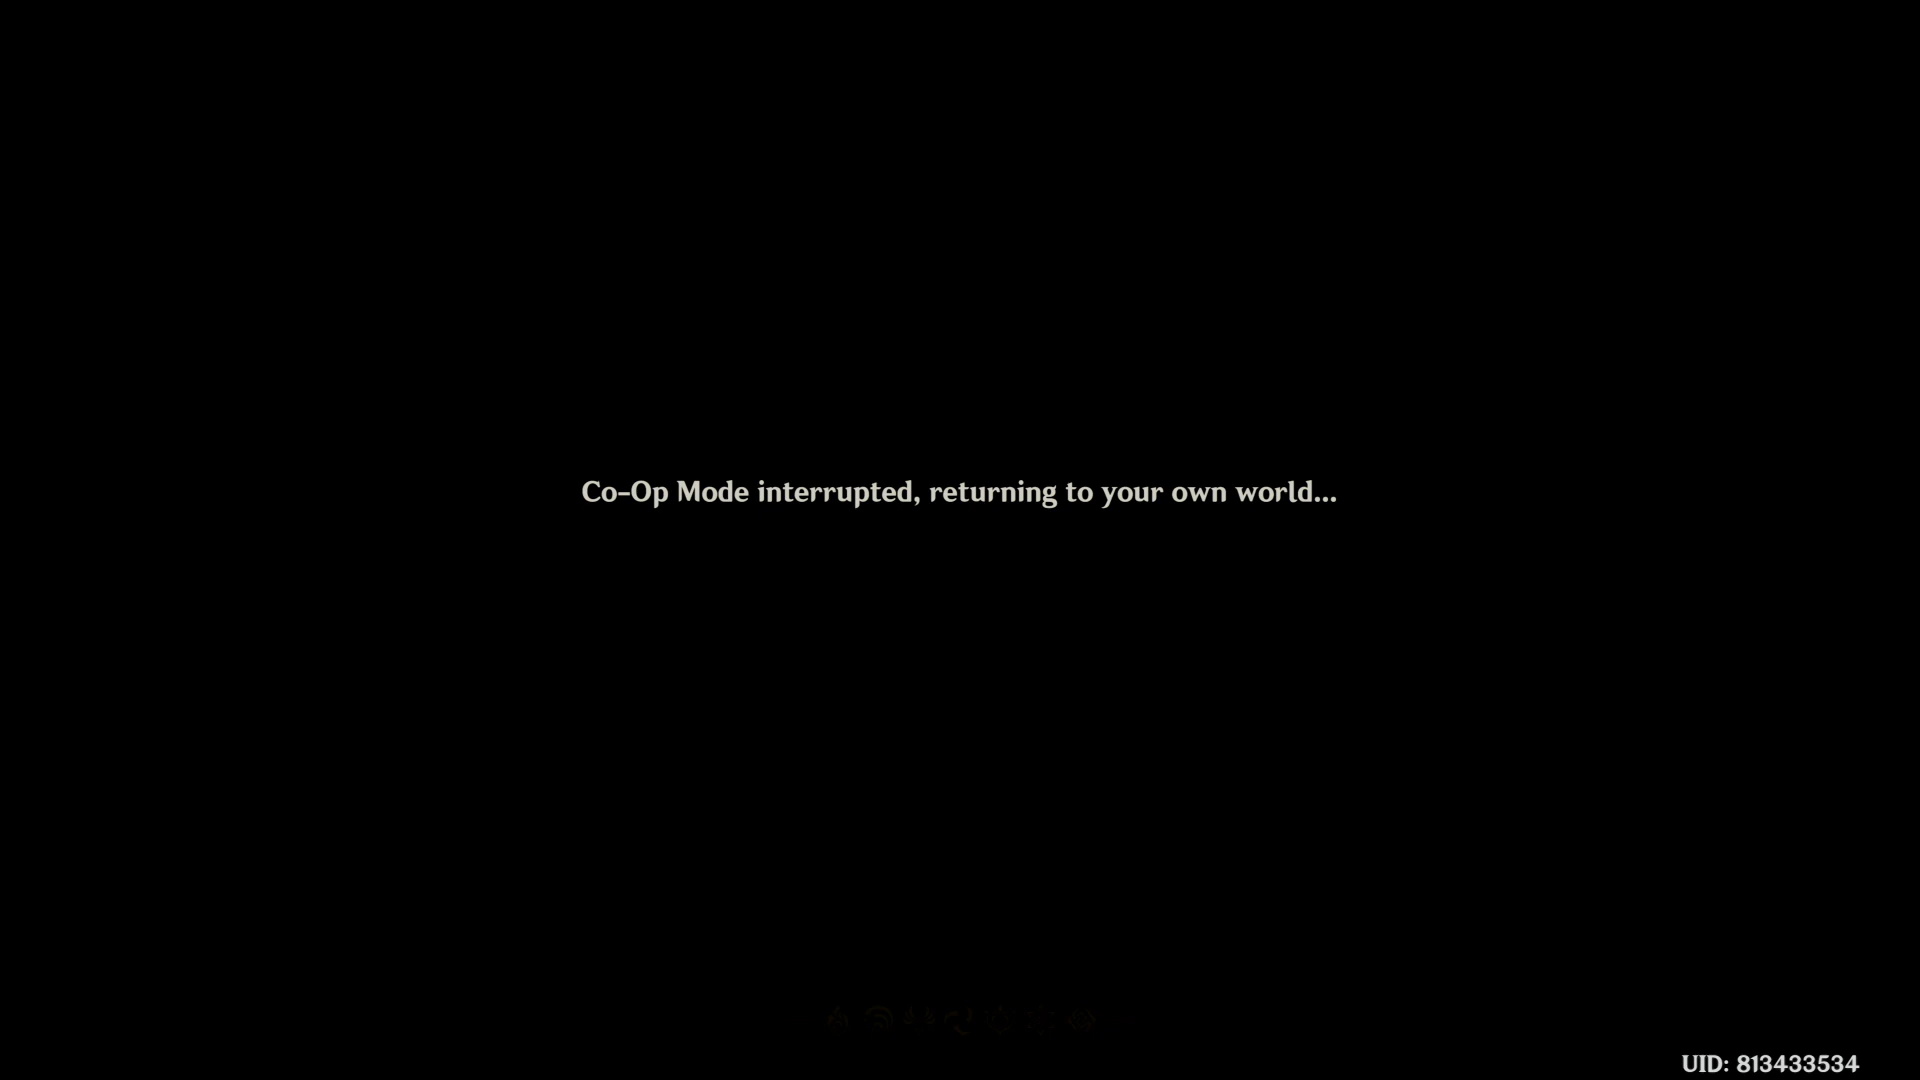 Co-Op Mode interrupted, returning to your own world...
UID: 813433534